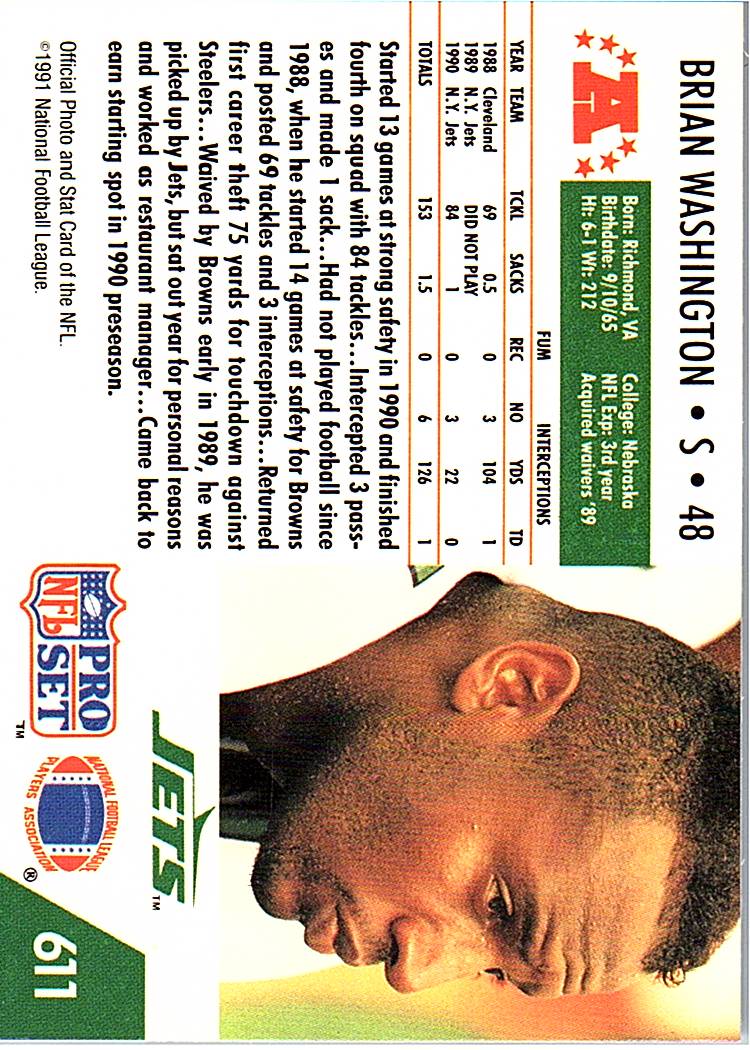 BRIAN WASHINGTON • S • 48
A
Born: Richmond, VA College: Nebraska
Birthdate: 9/10/65 NFL Exp: 3rd year
Ht: 6-1 Wt: 212 Acquired waivers '89
FUM INTERCEPTIONS
YEAR TEAM TCKL SACKS REC NO YDS TD
1988 Cleveland 69 0.5 0 3 104 1
1989 N.Y. Jets DID NOT PLAY
1990 N.Y. Jets 84 1 0 3 22 0
TOTALS 153 1.5 0 6 126 1
Started 13 games at strong safety in 1990 and finished
fourth on squad with 84 tackles...Intercepted 3 pass-
es and made 1 sack...Had not played football since
1988, when he started 14 games at safety for Browns
and posted 69 tackles and 3 interceptions...Returned
first career theft 75 yards for touchdown against
Steelers...Waived by Browns early in 1989, he was
picked up by Jets, but sat out year for personal reasons
and worked as restaurant manager...Came back to
earn starting spot in 1990 preseason.
Official Photo and Stat Card of the NFL.
©1991 National Football League.
JETS™
NFL PRO SET™
NATIONAL FOOTBALL LEAGUE
PLAYERS ASSOCIATION®
611